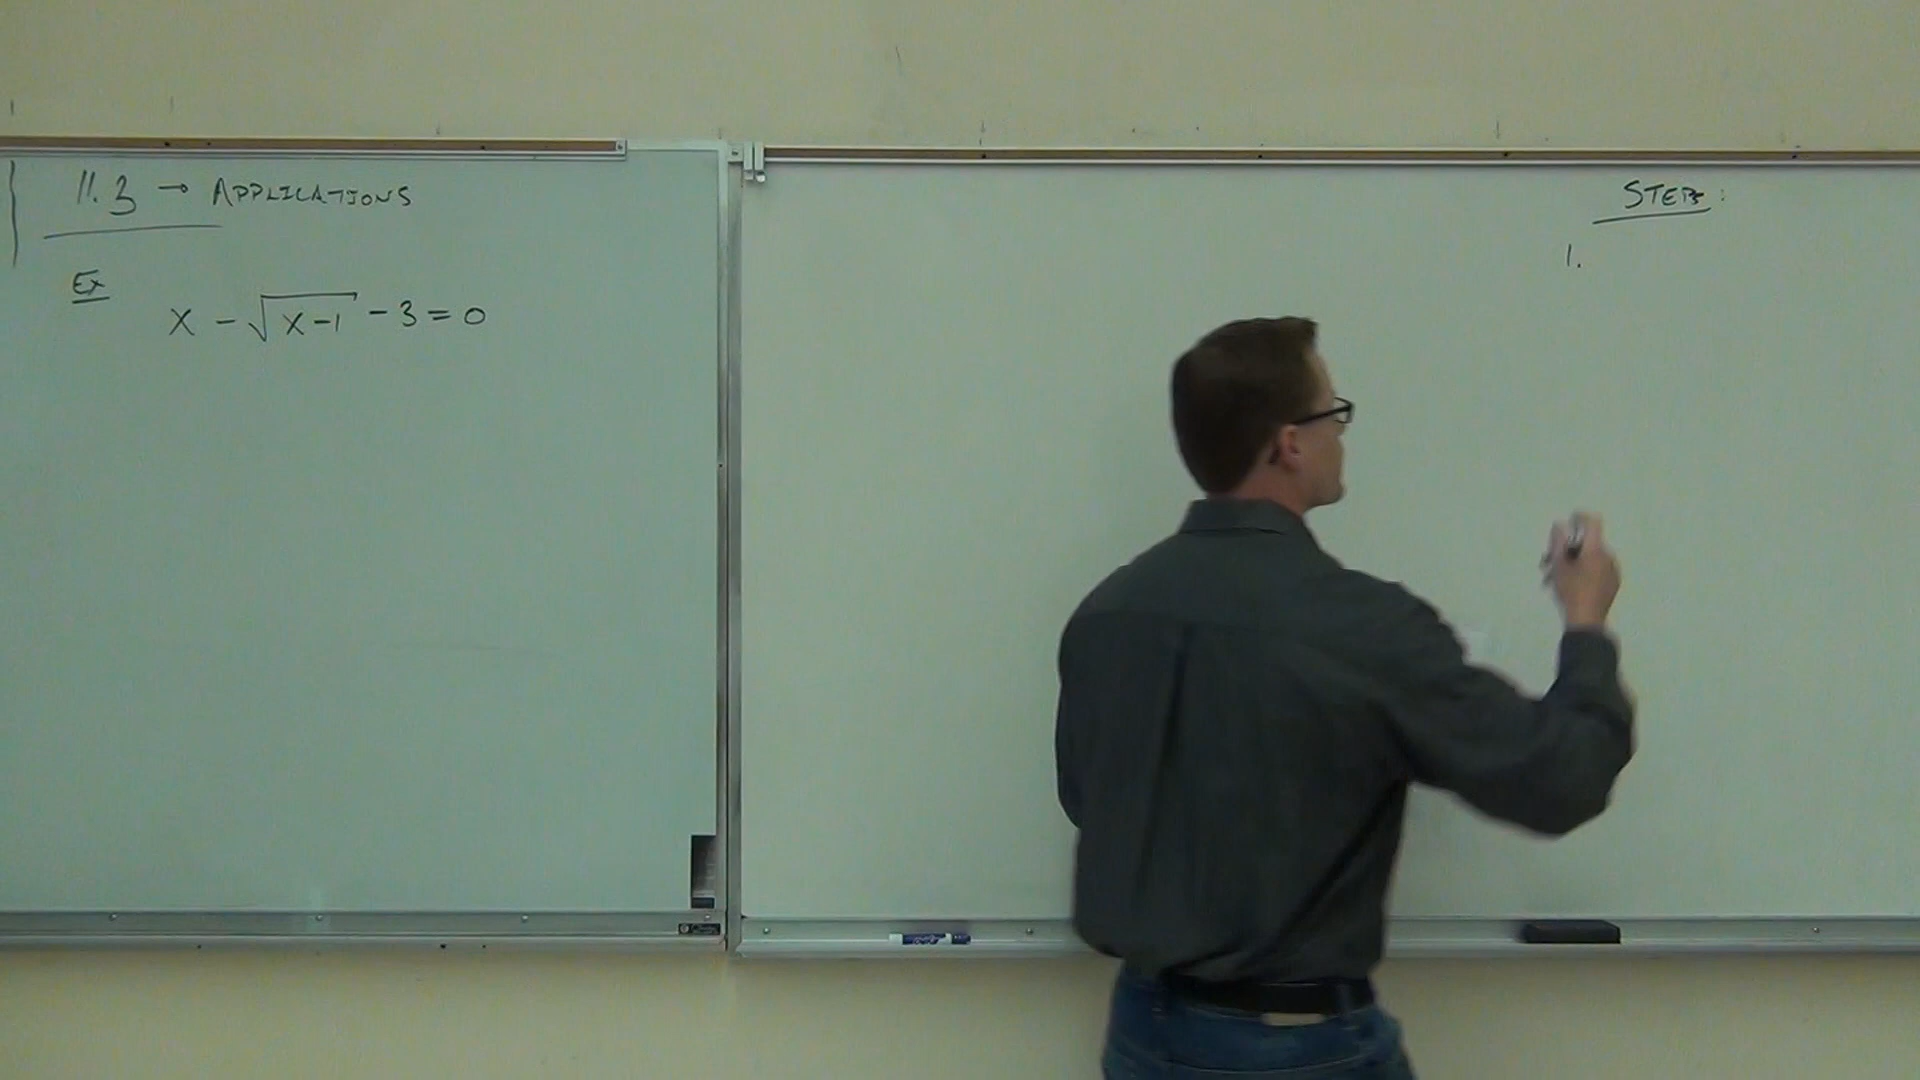 11.3 → APPLICATIONS
Ex
x - √(x-1) - 3 = 0
STEPS:
1.